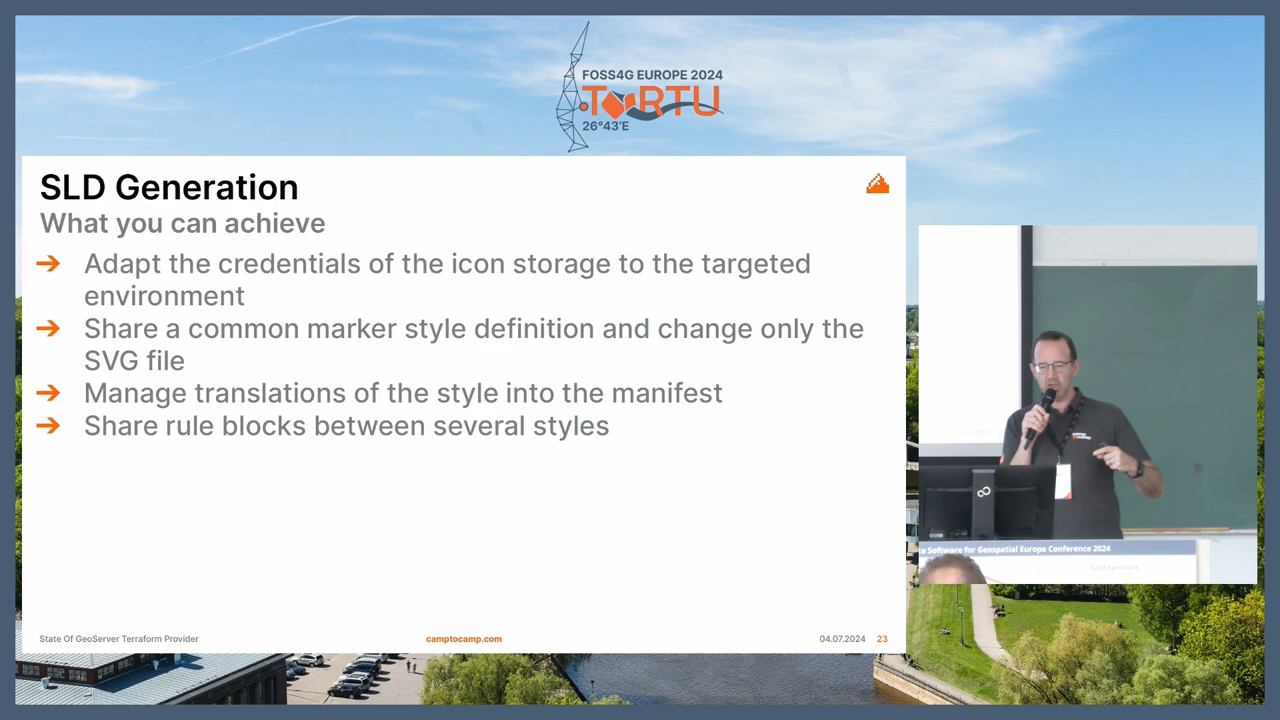 FOSS4G EUROPE 2024
TARTU
26°43'E
SLD Generation
What you can achieve
➔ Adapt the credentials of the icon storage to the targeted
environment
➔ Share a common marker style definition and change only the
SVG file
➔ Manage translations of the style into the manifest
➔ Share rule blocks between several styles
State Of GeoServer Terraform Provider
camptocamp.com
04.07.2024 23
ce Software for Geospatial Europe Conference 2024
Gold sponsors